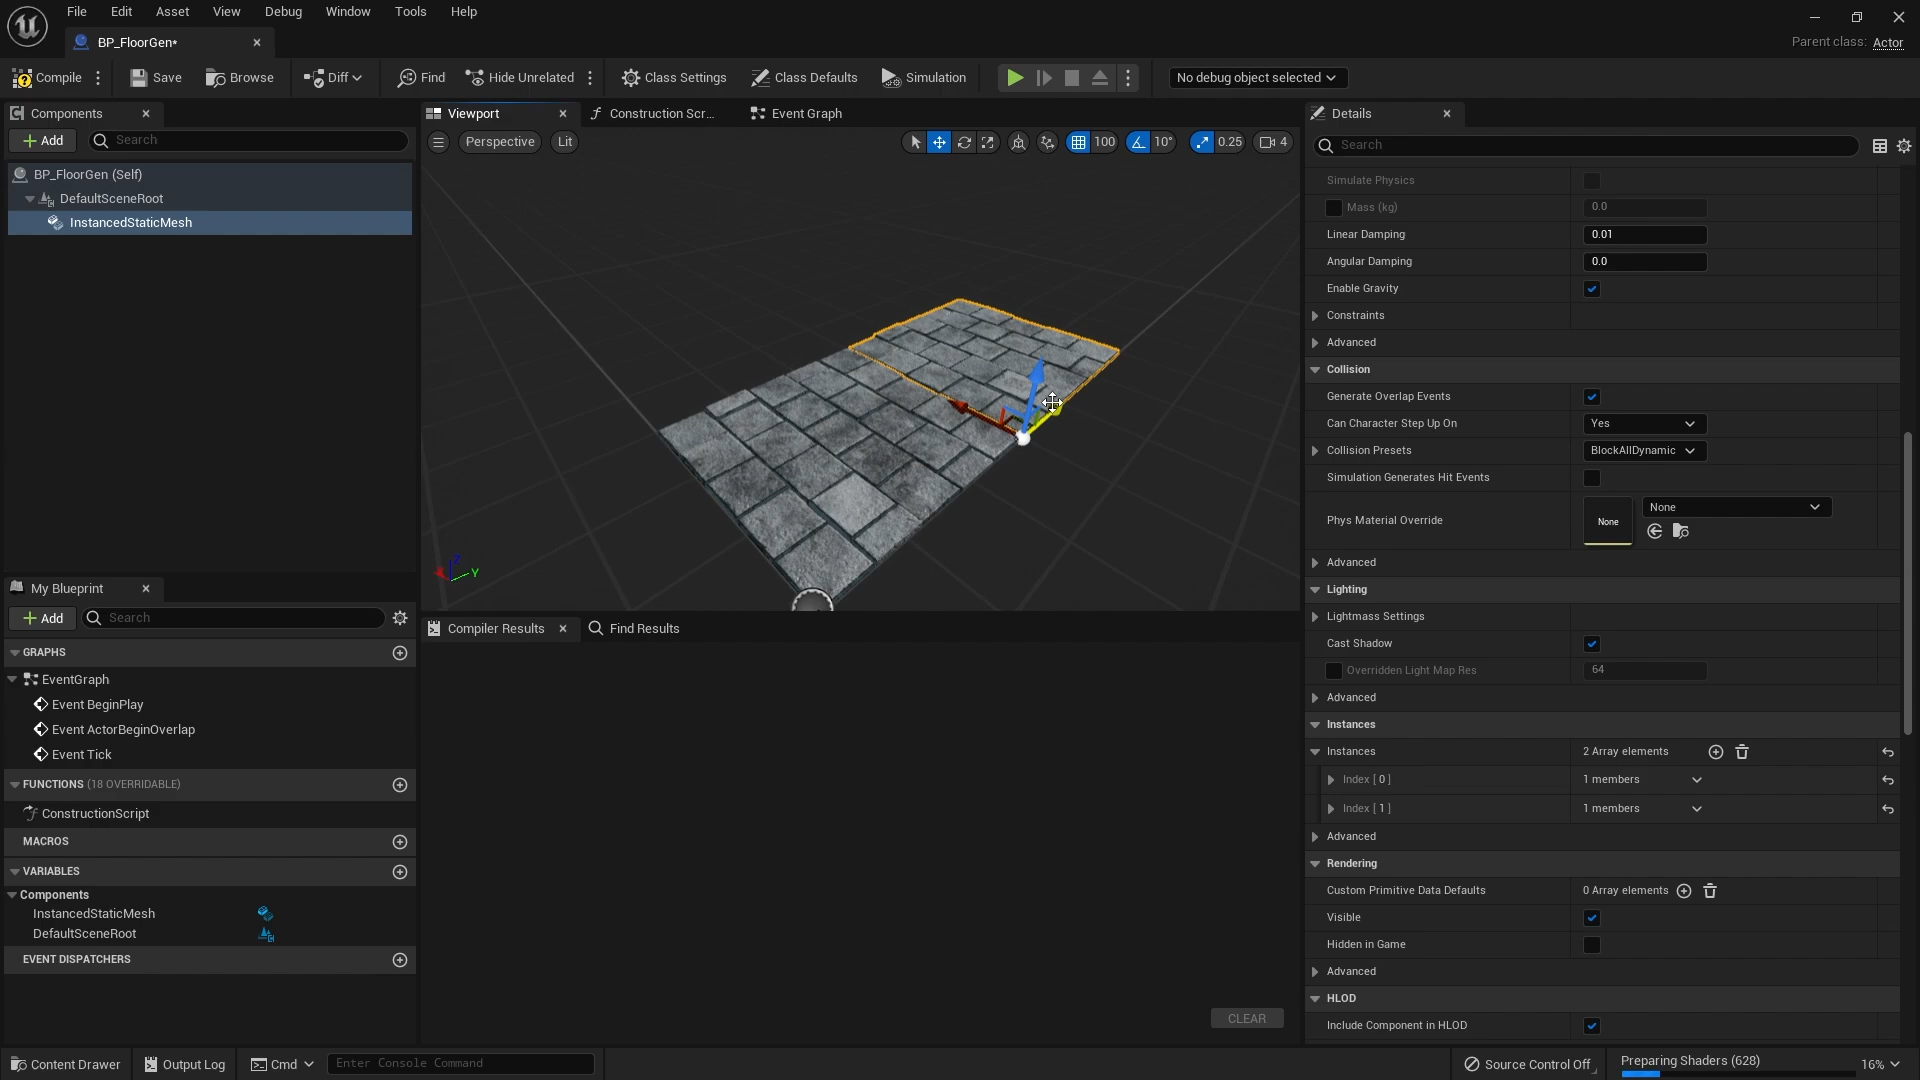 File Edit Asset View Debug Window Tools Help
BP_FloorGen*
Parent class: Actor
Compile Save Browse Diff Find Hide Unrelated Class Settings Class Defaults Simulation No debug object selected
Components
Add Search
BP_FloorGen (Self)
DefaultSceneRoot
InstancedStaticMesh
Viewport Construction Scr... Event Graph
Perspective Lit 100 10° 0.25 4
Z
Y
Details
Search
Simulate Physics
Mass (kg) 0.0
Linear Damping 0.01
Angular Damping 0.0
Enable Gravity
Constraints
Advanced
Collision
Generate Overlap Events
Can Character Step Up On Yes
Collision Presets BlockAllDynamic
Simulation Generates Hit Events
Phys Material Override None None
Advanced
Lighting
Lightmass Settings
Cast Shadow
Overridden Light Map Res 64
Advanced
Instances
Instances 2 Array elements
Index [ 0 ] 1 members
Index [ 1 ] 1 members
Advanced
Rendering
Custom Primitive Data Defaults 0 Array elements
Visible
Hidden in Game
Advanced
HLOD
Include Component in HLOD
My Blueprint
Add Search
GRAPHS
EventGraph
Event BeginPlay
Event ActorBeginOverlap
Event Tick
FUNCTIONS (18 OVERRIDABLE)
ConstructionScript
MACROS
VARIABLES
Components
InstancedStaticMesh
DefaultSceneRoot
EVENT DISPATCHERS
Compiler Results Find Results
CLEAR
Content Drawer Output Log Cmd Enter Console Command Source Control Off Preparing Shaders (628) 16%